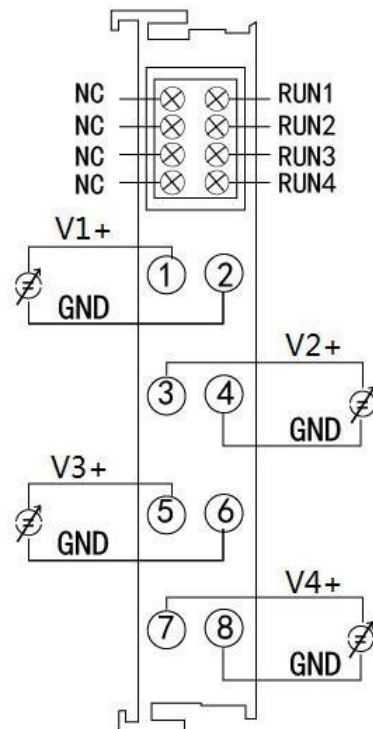 NC RUN1
NC RUN2
NC RUN3
NC RUN4
V1+
1 2
GND
V2+
3 4
GND
V3+
5 6
GND
V4+
7 8
GND